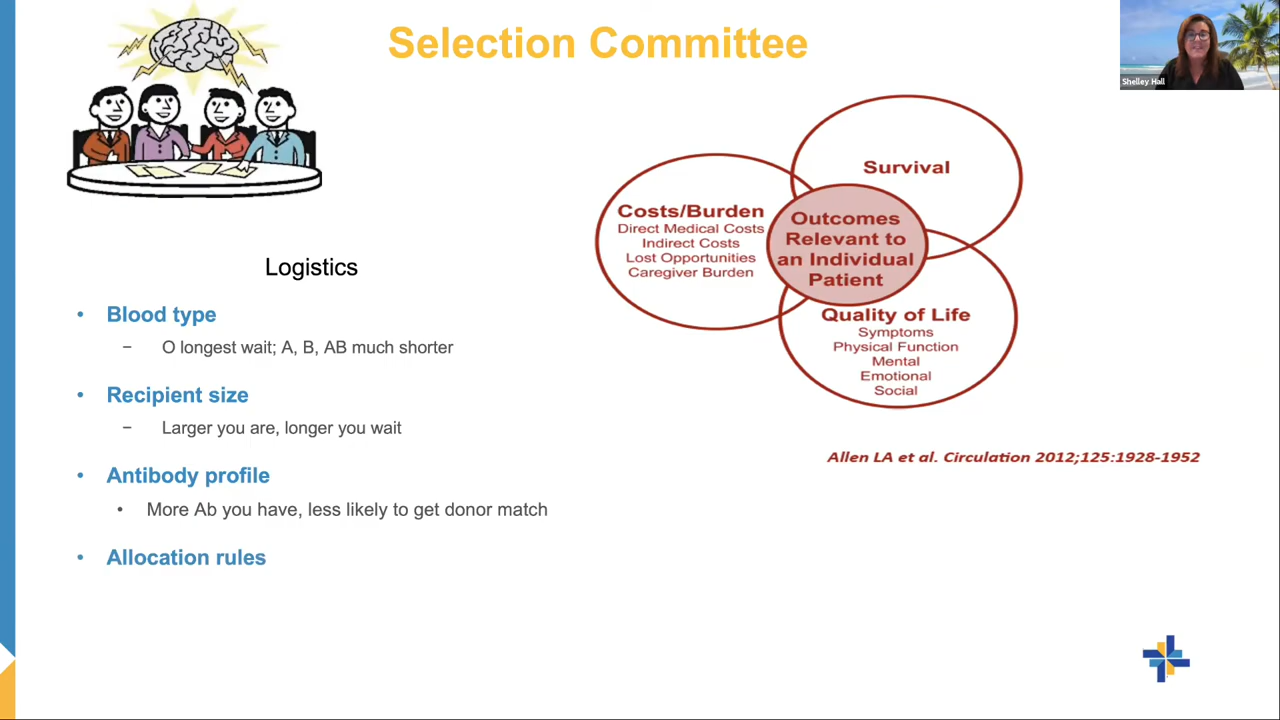 Selection Committee
Shelley Hall
Logistics
• Blood type
– O longest wait; A, B, AB much shorter
• Recipient size
– Larger you are, longer you wait
• Antibody profile
• More Ab you have, less likely to get donor match
• Allocation rules
Survival
Costs/Burden
Direct Medical Costs
Indirect Costs
Lost Opportunities
Caregiver Burden
Outcomes
Relevant to
an Individual
Patient
Quality of Life
Symptoms
Physical Function
Mental
Emotional
Social
Allen LA et al. Circulation 2012;125:1928-1952